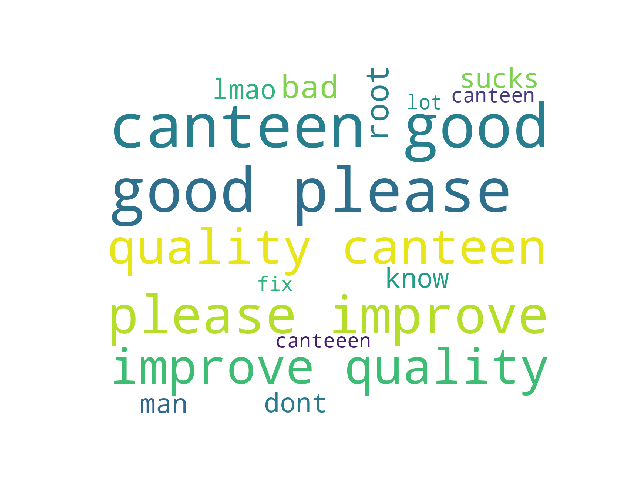 sucks
lmao bad root lot canteen
canteen good
good please
quality canteen
fix know
please improve
canteeen
improve quality
man dont